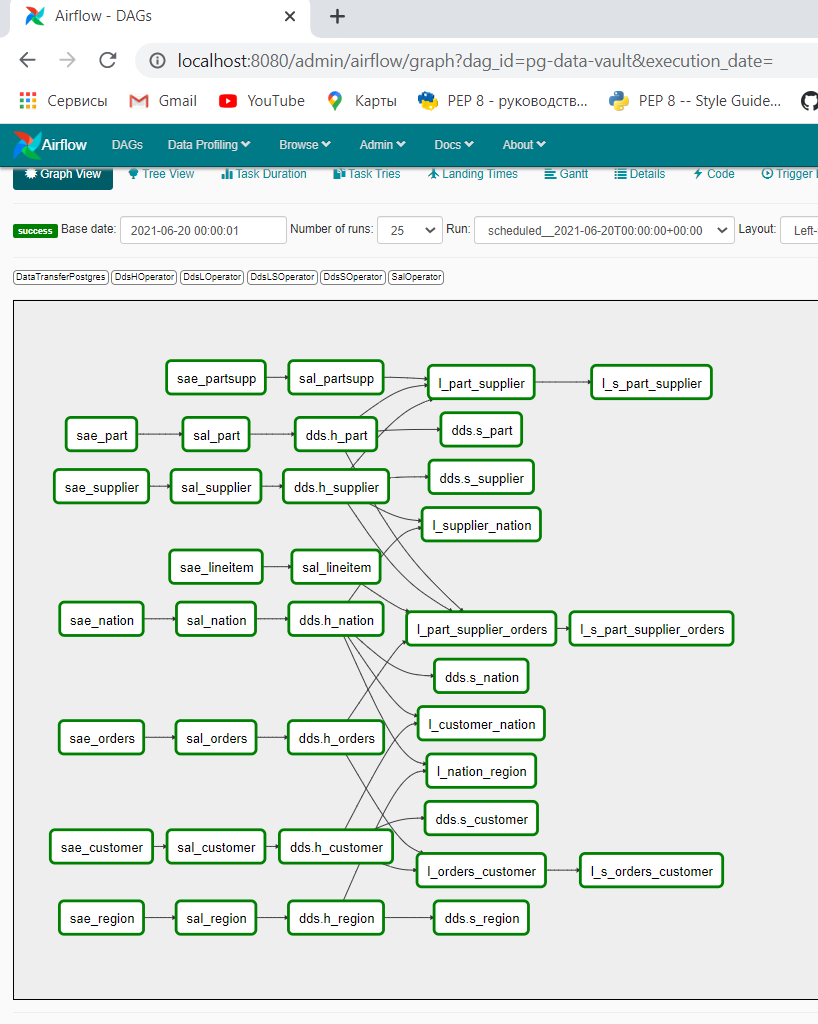 Airflow - DAGs
localhost:8080/admin/airflow/graph?dag_id=pg-data-vault&execution_date=
Сервисы Gmail YouTube Карты PEP 8 - руководств... PEP 8 -- Style Guide...
Airflow DAGs Data Profiling Browse Admin Docs About
Graph View Tree View Task Duration Task Tries Landing Times Gantt Details Code Trigger
success Base date: 2021-06-20 00:00:01 Number of runs: 25 Run: scheduled__2021-06-20T00:00:00+00:00 Layout: Left-
DataTransferPostgres DdsHOperator DdsLOperator DdsLSOperator DdsSOperator SalOperator
sae_partsupp sal_partsupp l_part_supplier l_s_part_supplier
sae_part sal_part dds.h_part dds.s_part
sae_supplier sal_supplier dds.h_supplier dds.s_supplier
l_supplier_nation
sae_lineitem sal_lineitem
sae_nation sal_nation dds.h_nation l_part_supplier_orders l_s_part_supplier_orders
dds.s_nation
l_customer_nation
sae_orders sal_orders dds.h_orders
l_nation_region
dds.s_customer
sae_customer sal_customer dds.h_customer
l_orders_customer l_s_orders_customer
sae_region sal_region dds.h_region dds.s_region